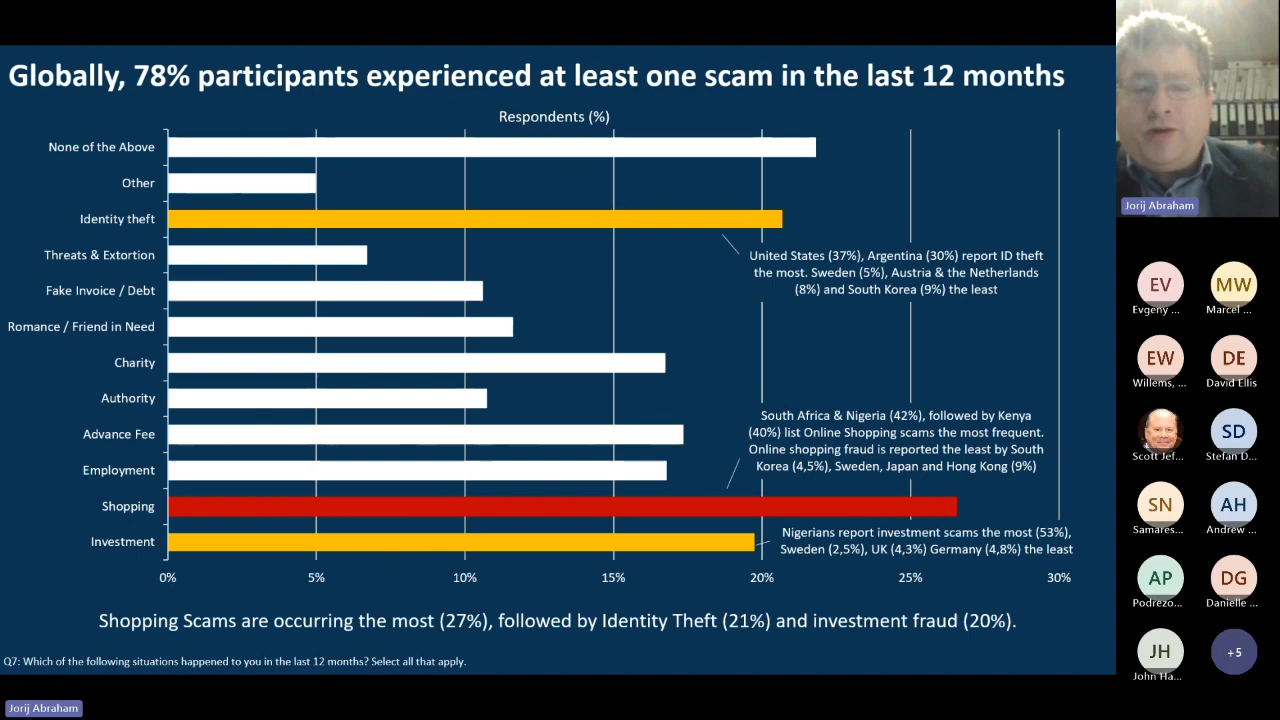 Globally, 78% participants experienced at least one scam in the last 12 months
Respondents (%)
None of the Above
Other
Identity theft
Threats & Extortion
Fake Invoice / Debt
Romance / Friend in Need
Charity
Authority
Advance Fee
Employment
Shopping
Investment
United States (37%), Argentina (30%) report ID theft
the most. Sweden (5%), Austria & the Netherlands
(8%) and South Korea (9%) the least
South Africa & Nigeria (42%), followed by Kenya
(40%) list Online Shopping scams the most frequent.
Online shopping fraud is reported the least by South
Korea (4,5%), Sweden, Japan and Hong Kong (9%)
Nigerians report investment scams the most (53%),
Sweden (2,5%), UK (4,3%) Germany (4,8%) the least
0% 5% 10% 15% 20% 25% 30%
Shopping Scams are occurring the most (27%), followed by Identity Theft (21%) and investment fraud (20%).
Q7: Which of the following situations happened to you in the last 12 months? Select all that apply.
Jorij Abraham
Jorij Abraham
EV MW
Evgeny ... Marcel ...
EW DE
Willems, ... David Ellis
SD
Scott Jef... Stefan D...
SN AH
Samares... Andrew ...
AP DG
Podrezo... Danielle ...
JH +5
John Ha...